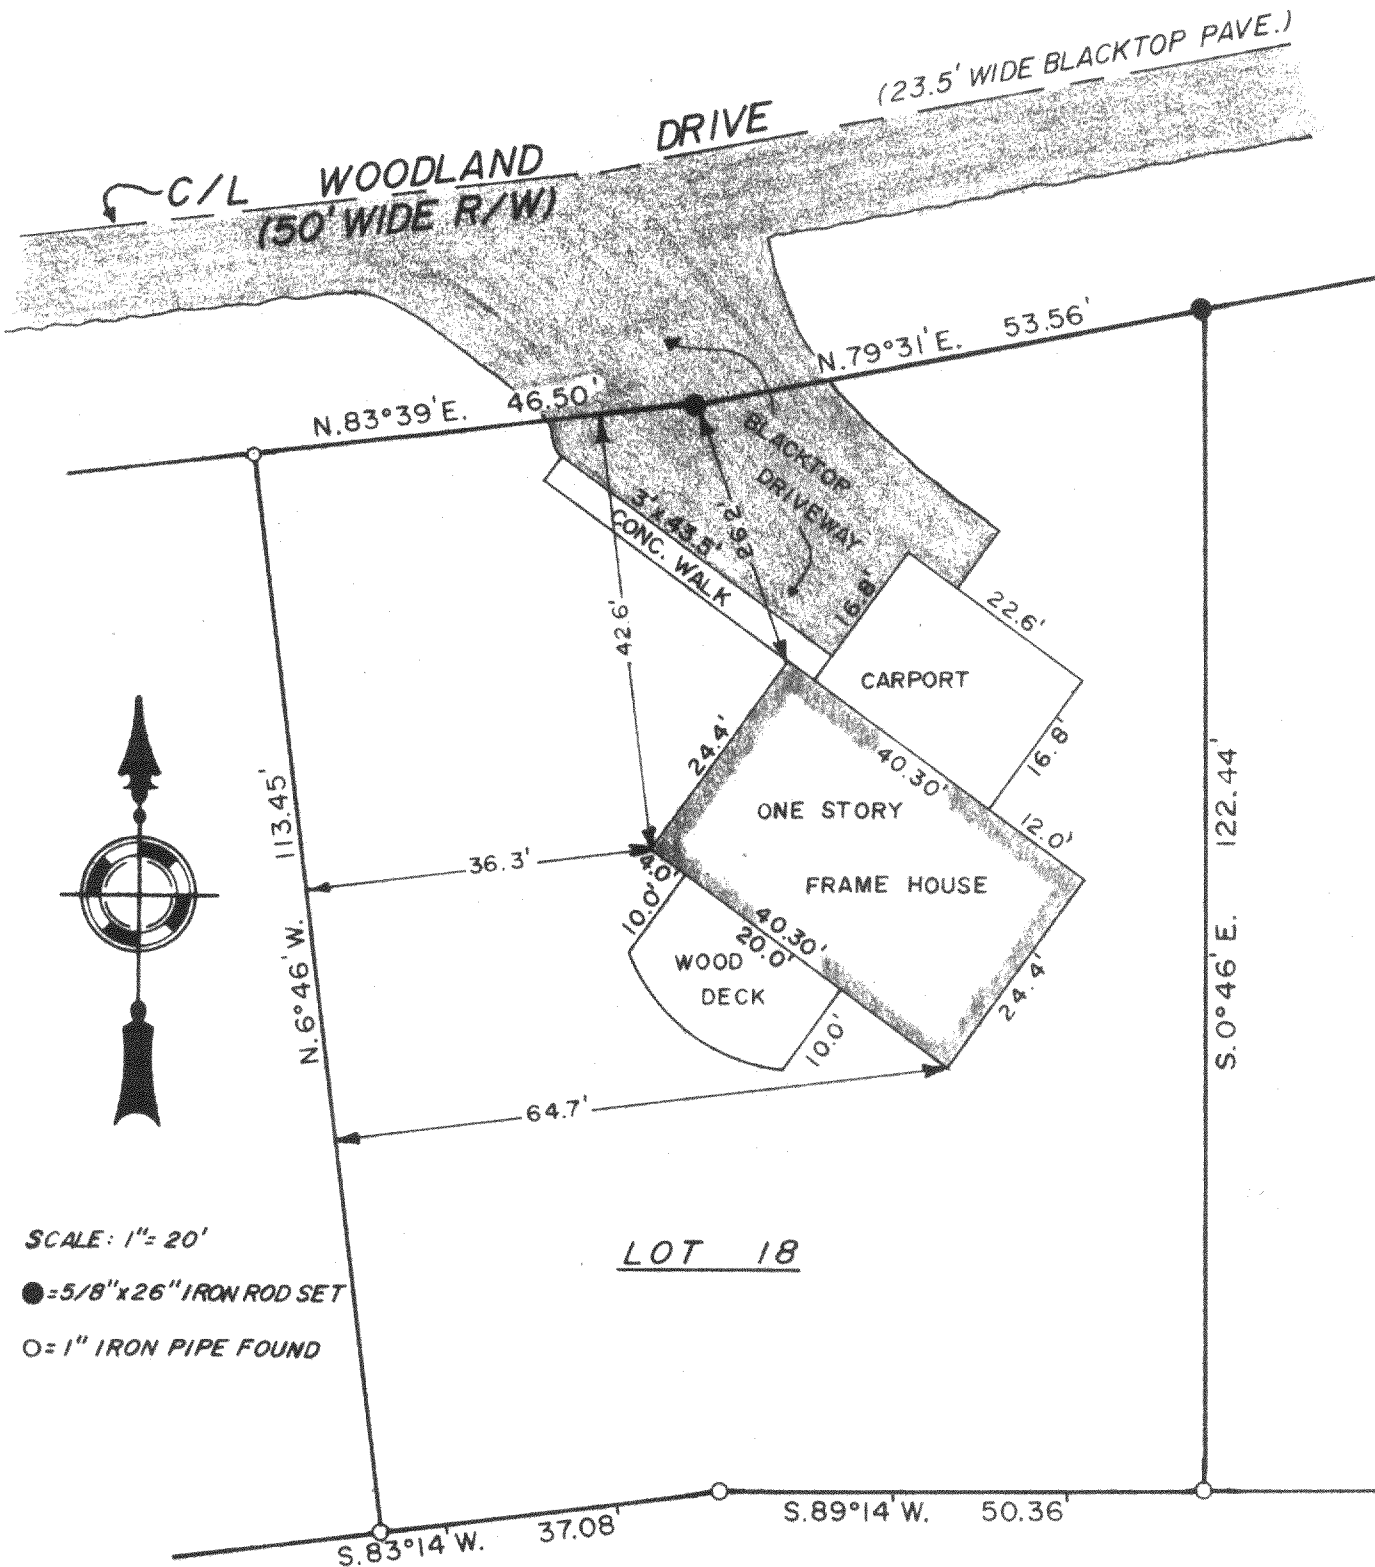 (23.5' WIDE BLACKTOP PAVE.)
C/L WOODLAND DRIVE
(50' WIDE R/W)
N.79°31'E. 53.56'
N.83°39'E. 46.50'
BLACKTOP
DRIVEWAY
26.2'
3'x43.5'
CONC. WALK
16.8'
22.6'
42.6'
CARPORT
24.4'
16.8'
40.30'
113.45'
N.6°46'W.
122.44'
S.0°46'E.
ONE STORY
12.0'
36.3'
4.0'
FRAME HOUSE
10.0'
40.30'
20.0'
WOOD
DECK
24.4'
10.0'
64.7'
SCALE: 1"= 20'
LOT 18
=5/8"x26" IRON ROD SET
=1" IRON PIPE FOUND
S.83°14'W. 37.08'
S.89°14'W. 50.36'